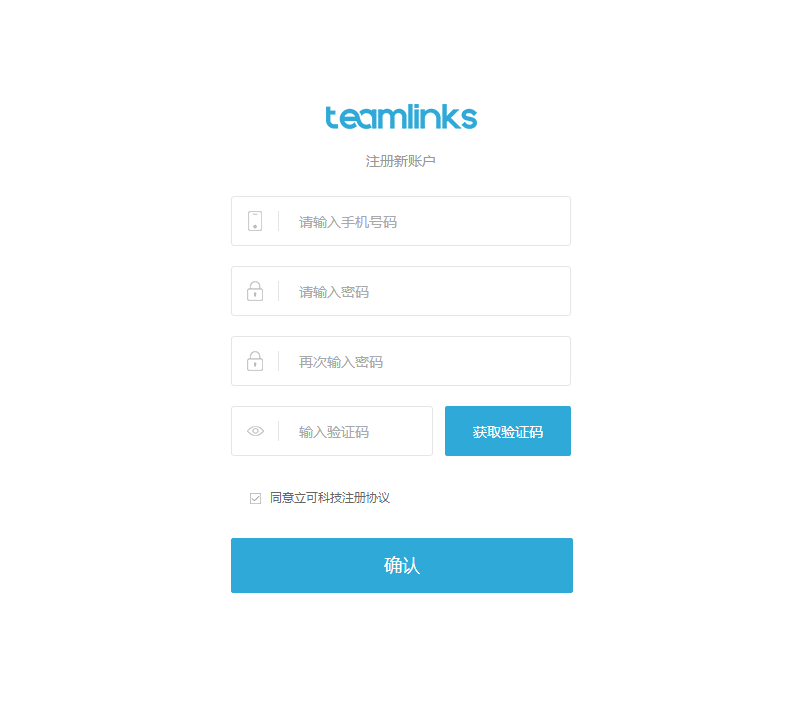 teamlinks
注册新账户
请输入手机号码
请输入密码
再次输入密码
输入验证码
获取验证码
同意立可科技注册协议
确认